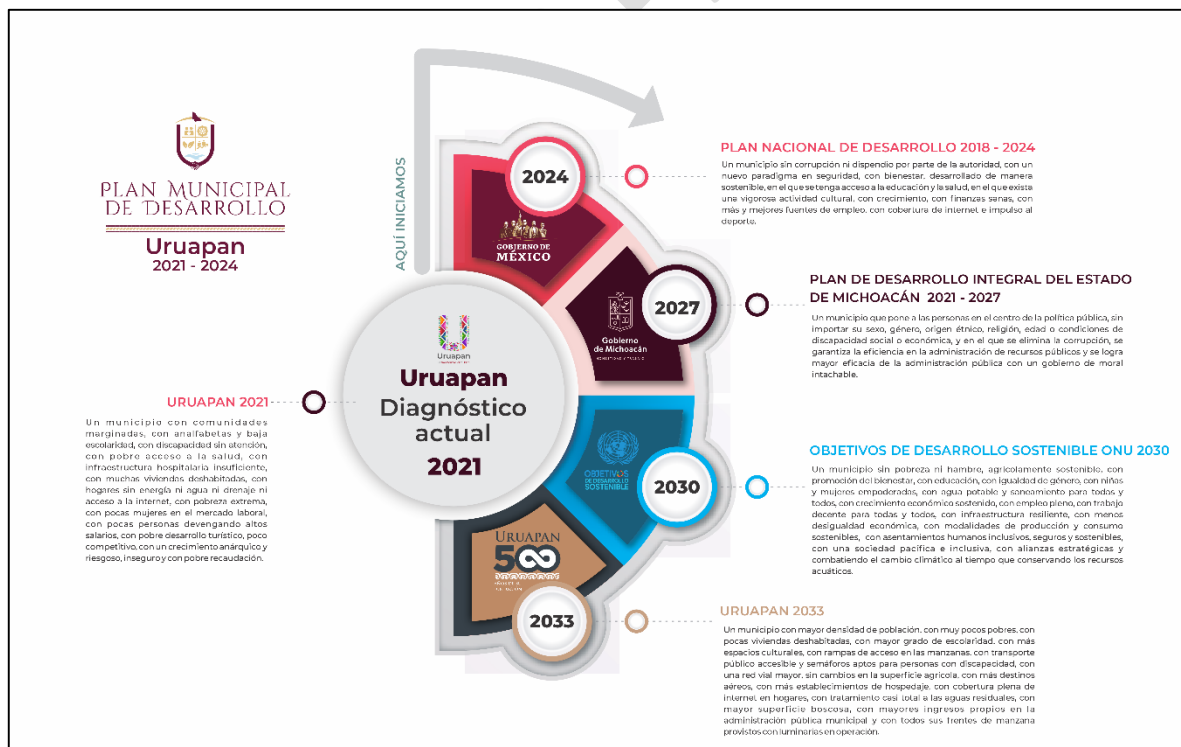 PLAN MUNICIPAL
DE DESARROLLO
Uruapan
2021 - 2024
AQUÍ INICIAMOS
2024
GOBIERNO DE
MÉXICO
PLAN NACIONAL DE DESARROLLO 2018 - 2024
Un municipio sin corrupción ni dispendio por parte de la autoridad, con un
nuevo paradigma en seguridad, con bienestar, desarrollado de manera
sostenible, en el que se tenga acceso a la educación y la salud, en el que exista
una vigorosa actividad cultural, con crecimiento, con finanzas sanas, con
más y mejores fuentes de empleo, con cobertura de internet e impulso al
deporte.
2027
Gobierno
de Michoacán
PLAN DE DESARROLLO INTEGRAL DEL ESTADO
DE MICHOACÁN 2021 - 2027
Un municipio que pone a las personas en el centro de la política pública, sin
importar su sexo, género, origen étnico, religión, edad o condiciones de
discapacidad social o económica, y en el que se elimina la corrupción, se
garantiza la eficiencia en la administración de recursos públicos y se logra
mayor eficacia de la administración pública con un gobierno de moral
intachable.
Uruapan
Uruapan
Diagnóstico
actual
2021
URUAPAN 2021
Un municipio con comunidades
marginadas, con analfabetas y baja
escolaridad, con discapacidad sin atención,
con pobre acceso a la salud, con
infraestructura hospitalaria insuficiente,
con muchas viviendas deshabitadas, con
hogares sin energía ni agua ni drenaje ni
acceso a la internet, con pobreza extrema,
con pocas mujeres en el mercado laboral,
con pocas personas devengando altos
salarios, con pobre desarrollo turístico, poco
competitivo, con un crecimiento anárquico y
riesgoso, inseguro y con pobre recaudación.
OBJETIVOS
DE DESARROLLO
SOSTENIBLE
2030
OBJETIVOS DE DESARROLLO SOSTENIBLE ONU 2030
Un municipio sin pobreza ni hambre, agrícolamente sostenible, con
promoción del bienestar, con educación, con igualdad de género, con niñas
y mujeres empoderadas, con agua potable y saneamiento para todas y
todos, con crecimiento económico sostenido, con empleo pleno, con trabajo
decente para todas y todos, con infraestructura resiliente, con menos
desigualdad económica, con modalidades de producción y consumo
sostenibles, con asentamientos humanos inclusivos, seguros y sostenibles,
con una sociedad pacífica e inclusiva, con alianzas estratégicas y
combatiendo el cambio climático al tiempo que conservando los recursos
acuáticos.
URUAPAN
500
2033
URUAPAN 2033
Un municipio con mayor densidad de población, con muy pocos pobres, con
pocas viviendas deshabitadas, con mayor grado de escolaridad, con más
espacios culturales, con rampas de acceso en las manzanas, con transporte
público accesible y semáforos aptos para personas con discapacidad, con
una red vial mayor, sin cambios en la superficie agrícola, con más destinos
aéreos, con más establecimientos de hospedaje, con cobertura plena de
internet en hogares, con tratamiento casi total a las aguas residuales, con
mayor superficie boscosa, con mayores ingresos propios en la
administración pública municipal y con todos sus frentes de manzana
provistos con luminarias en operación.